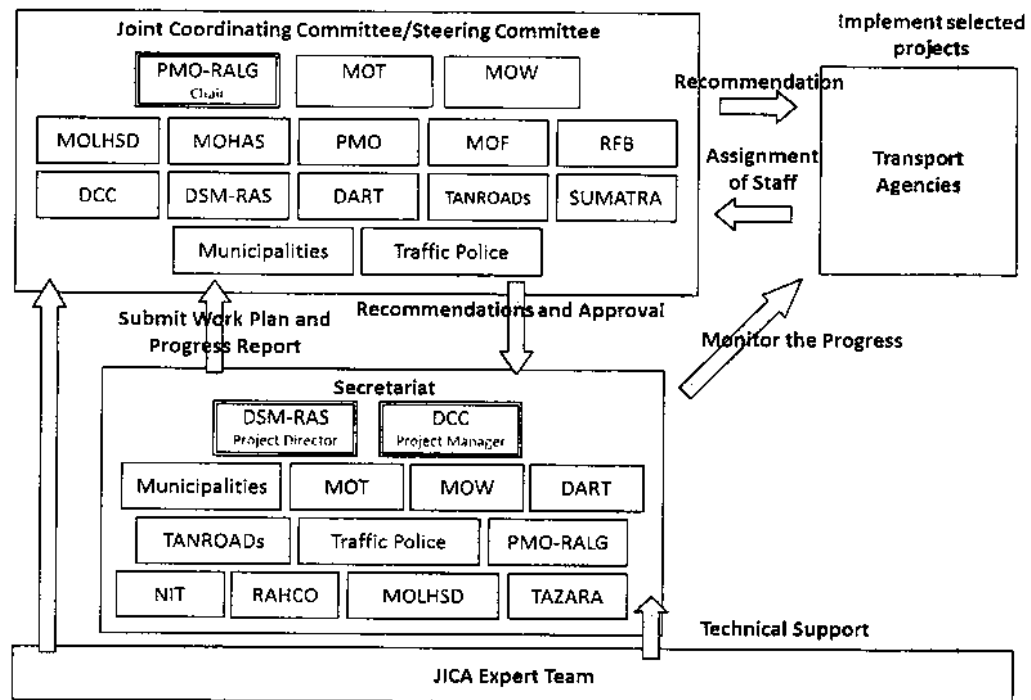 Joint Coordinating Committee/Steering Committee
PMO-RALG
Chair
MOT
MOW
MOLHSD
MOHAS
PMO
MOF
RFB
DCC
DSM-RAS
DART
TANROADs
SUMATRA
Municipalities
Traffic Police
Implement selected
projects
Recommendation
Transport
Agencies
Assignment
of Staff
Submit Work Plan and
Progress Report
Recommendations and Approval
Monitor the Progress
Secretariat
DSM-RAS
Project Director
DCC
Project Manager
Municipalities
MOT
MOW
DART
TANROADs
Traffic Police
PMO-RALG
NIT
RAHCO
MOLHSD
TAZARA
Technical Support
JICA Expert Team